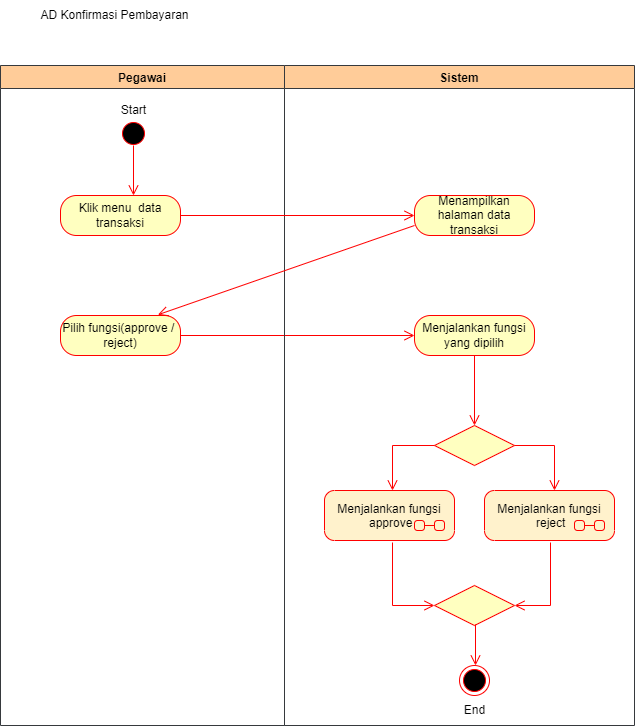 AD Konfirmasi Pembayaran
Pegawai
Sistem
Start
Klik menu data
transaksi
Menampilkan
halaman data
transaksi
Pilih fungsi(approve /
reject)
Menjalankan fungsi
yang dipilih
Menjalankan fungsi
approve
Menjalankan fungsi
reject
End